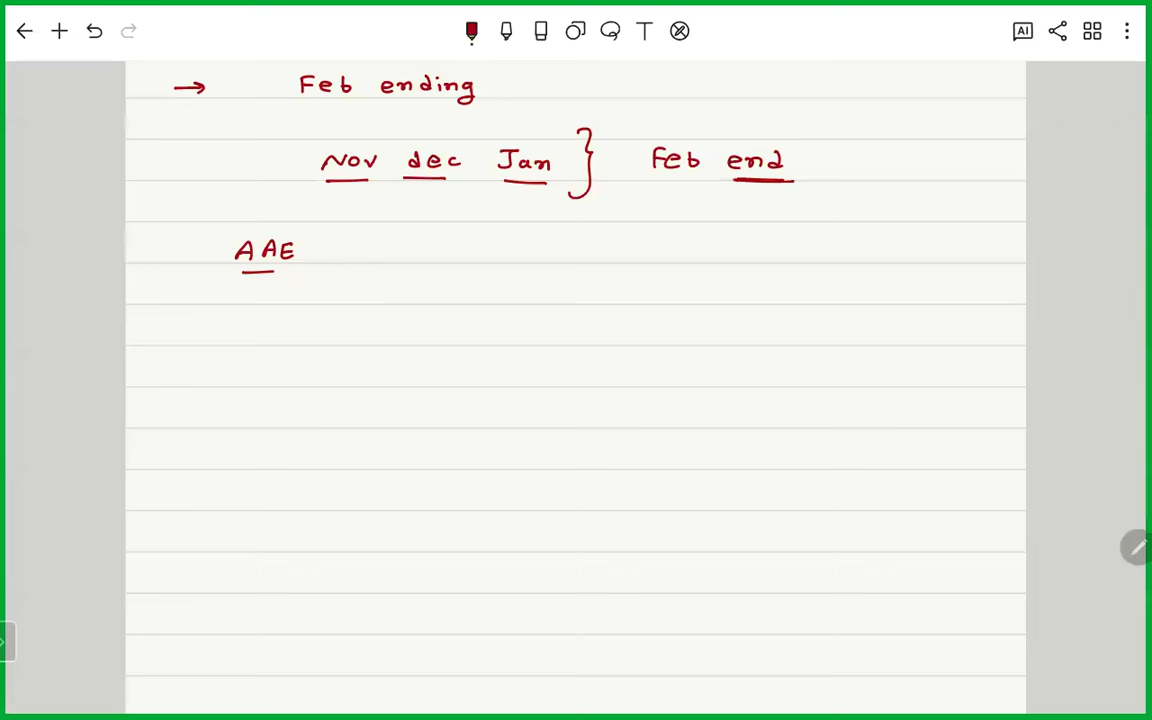 → Feb ending
Nov dec Jan } Feb end
AAE